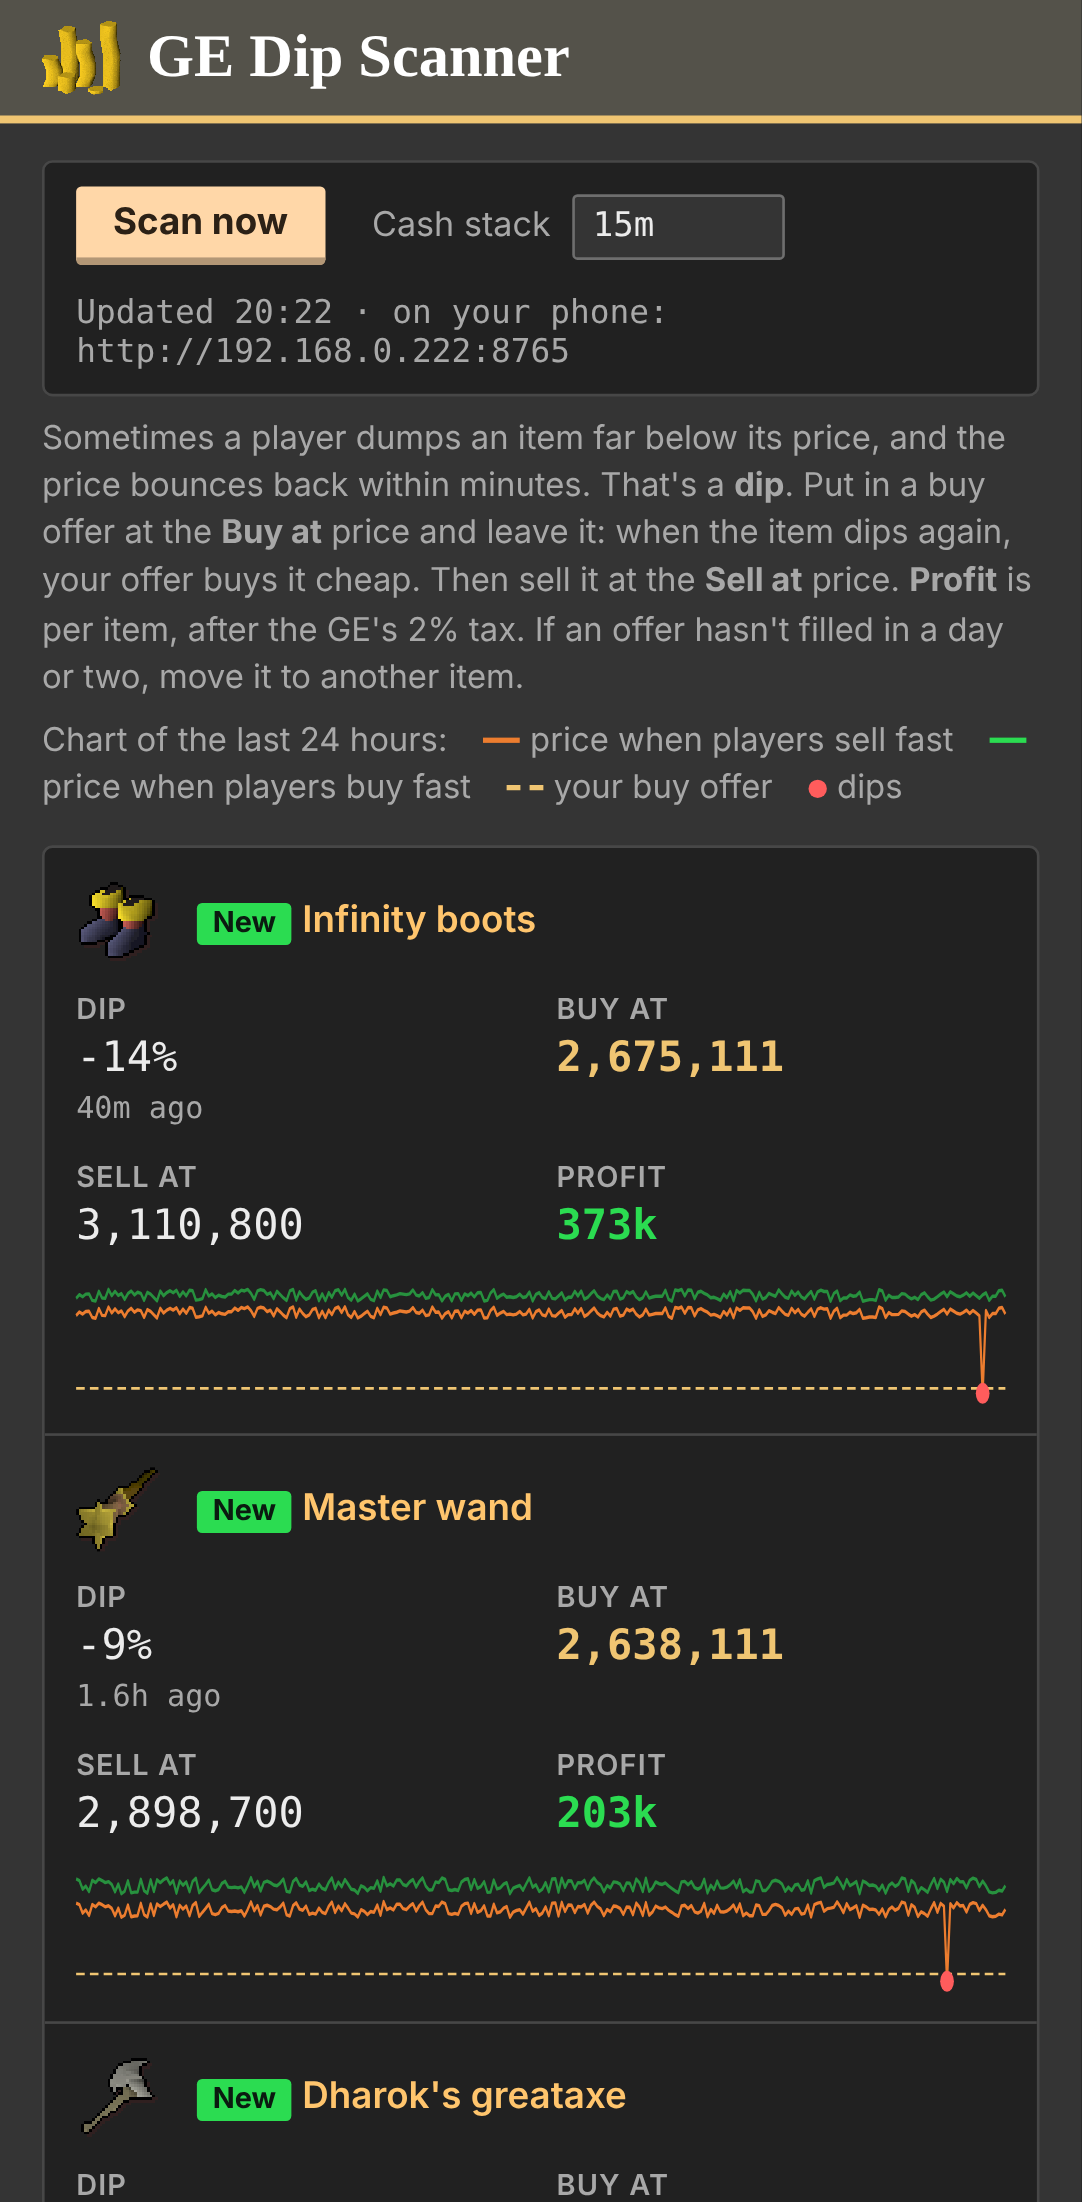 GE Dip Scanner
Scan now Cash stack 15m
Updated 20:22 · on your phone:
http://192.168.0.222:8765
Sometimes a player dumps an item far below its price, and the
price bounces back within minutes. That's a dip. Put in a buy
offer at the Buy at price and leave it: when the item dips again,
your offer buys it cheap. Then sell it at the Sell at price. Profit is
per item, after the GE's 2% tax. If an offer hasn't filled in a day
or two, move it to another item.
Chart of the last 24 hours: price when players sell fast
price when players buy fast your buy offer dips
New Infinity boots
DIP BUY AT
-14% 2,675,111
40m ago
SELL AT PROFIT
3,110,800 373k
New Master wand
DIP BUY AT
-9% 2,638,111
1.6h ago
SELL AT PROFIT
2,898,700 203k
New Dharok's greataxe
DIP BUY AT